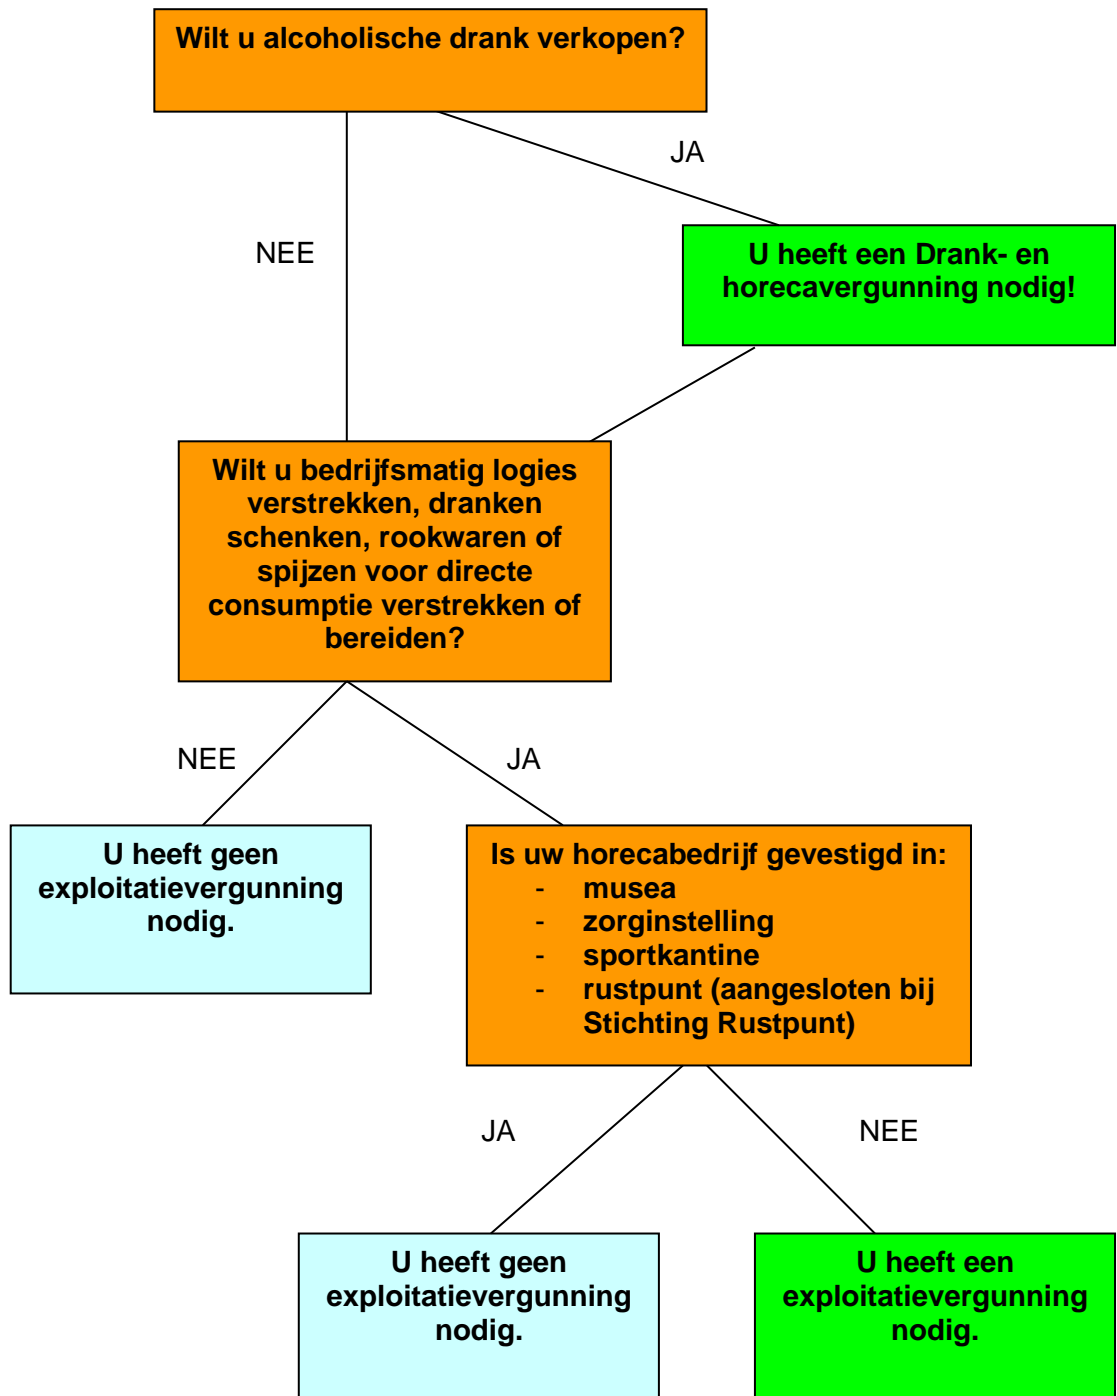 Wilt u alcoholische drank verkopen?
JA
NEE
U heeft een Drank- en
horecavergunning nodig!
Wilt u bedrijfsmatig logies
verstrekken, dranken
schenken, rookwaren of
spijzen voor directe
consumptie verstrekken of
bereiden?
NEE
JA
U heeft geen
exploitatievergunning
nodig.
Is uw horecabedrijf gevestigd in:
- musea
- zorginstelling
- sportkantine
- rustpunt (aangesloten bij
Stichting Rustpunt)
JA
NEE
U heeft geen
exploitatievergunning
nodig.
U heeft een
exploitatievergunning
nodig.